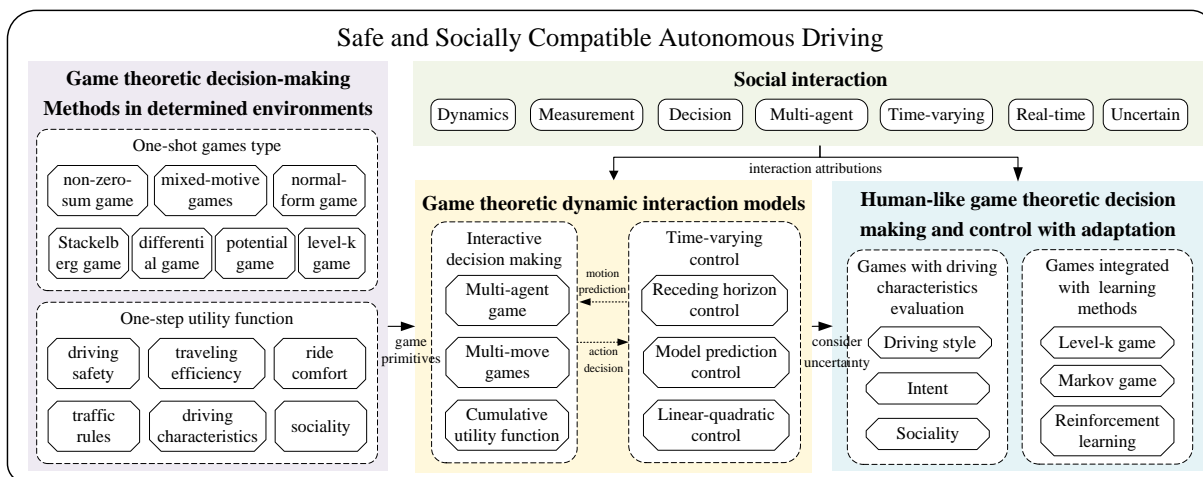 Safe and Socially Compatible Autonomous Driving
Game theoretic decision-making
Methods in determined environments
One-shot games type
non-zero-
sum game
mixed-motive
games
normal-
form game
Stackelb
erg game
differenti
al game
potential
game
level-k
game
One-step utility function
driving
safety
traveling
efficiency
ride
comfort
traffic
rules
driving
characteristics
sociality
game
primitives
Social interaction
Dynamics
Measurement
Decision
Multi-agent
Time-varying
Real-time
Uncertain
interaction attributions
Game theoretic dynamic interaction models
Interactive
decision making
Multi-agent
game
Multi-move
games
Cumulative
utility function
motion
prediction
action
decision
Time-varying
control
Receding horizon
control
Model prediction
control
Linear-quadratic
control
consider
uncertainty
Human-like game theoretic decision
making and control with adaptation
Games with driving
characteristics
evaluation
Driving style
Intent
Sociality
Games integrated
with learning
methods
Level-k game
Markov game
Reinforcement
learning